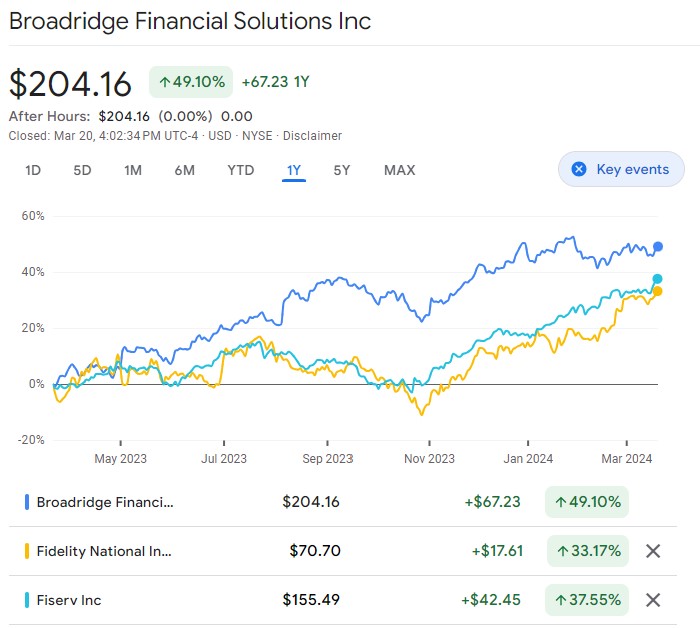 Broadridge Financial Solutions Inc
$204.16 ↑49.10% +67.23 1Y
After Hours: $204.16 (0.00%) 0.00
Closed: Mar 20, 4:02:34 PM UTC-4 · USD · NYSE · Disclaimer
1D 5D 1M 6M YTD 1Y 5Y MAX Key events
60%
40%
20%
0%
-20%
May 2023 Jul 2023 Sep 2023 Nov 2023 Jan 2024 Mar 2024
Broadridge Financi... $204.16 +$67.23 ↑49.10%
Fidelity National In... $70.70 +$17.61 ↑33.17%
Fiserv Inc $155.49 +$42.45 ↑37.55%